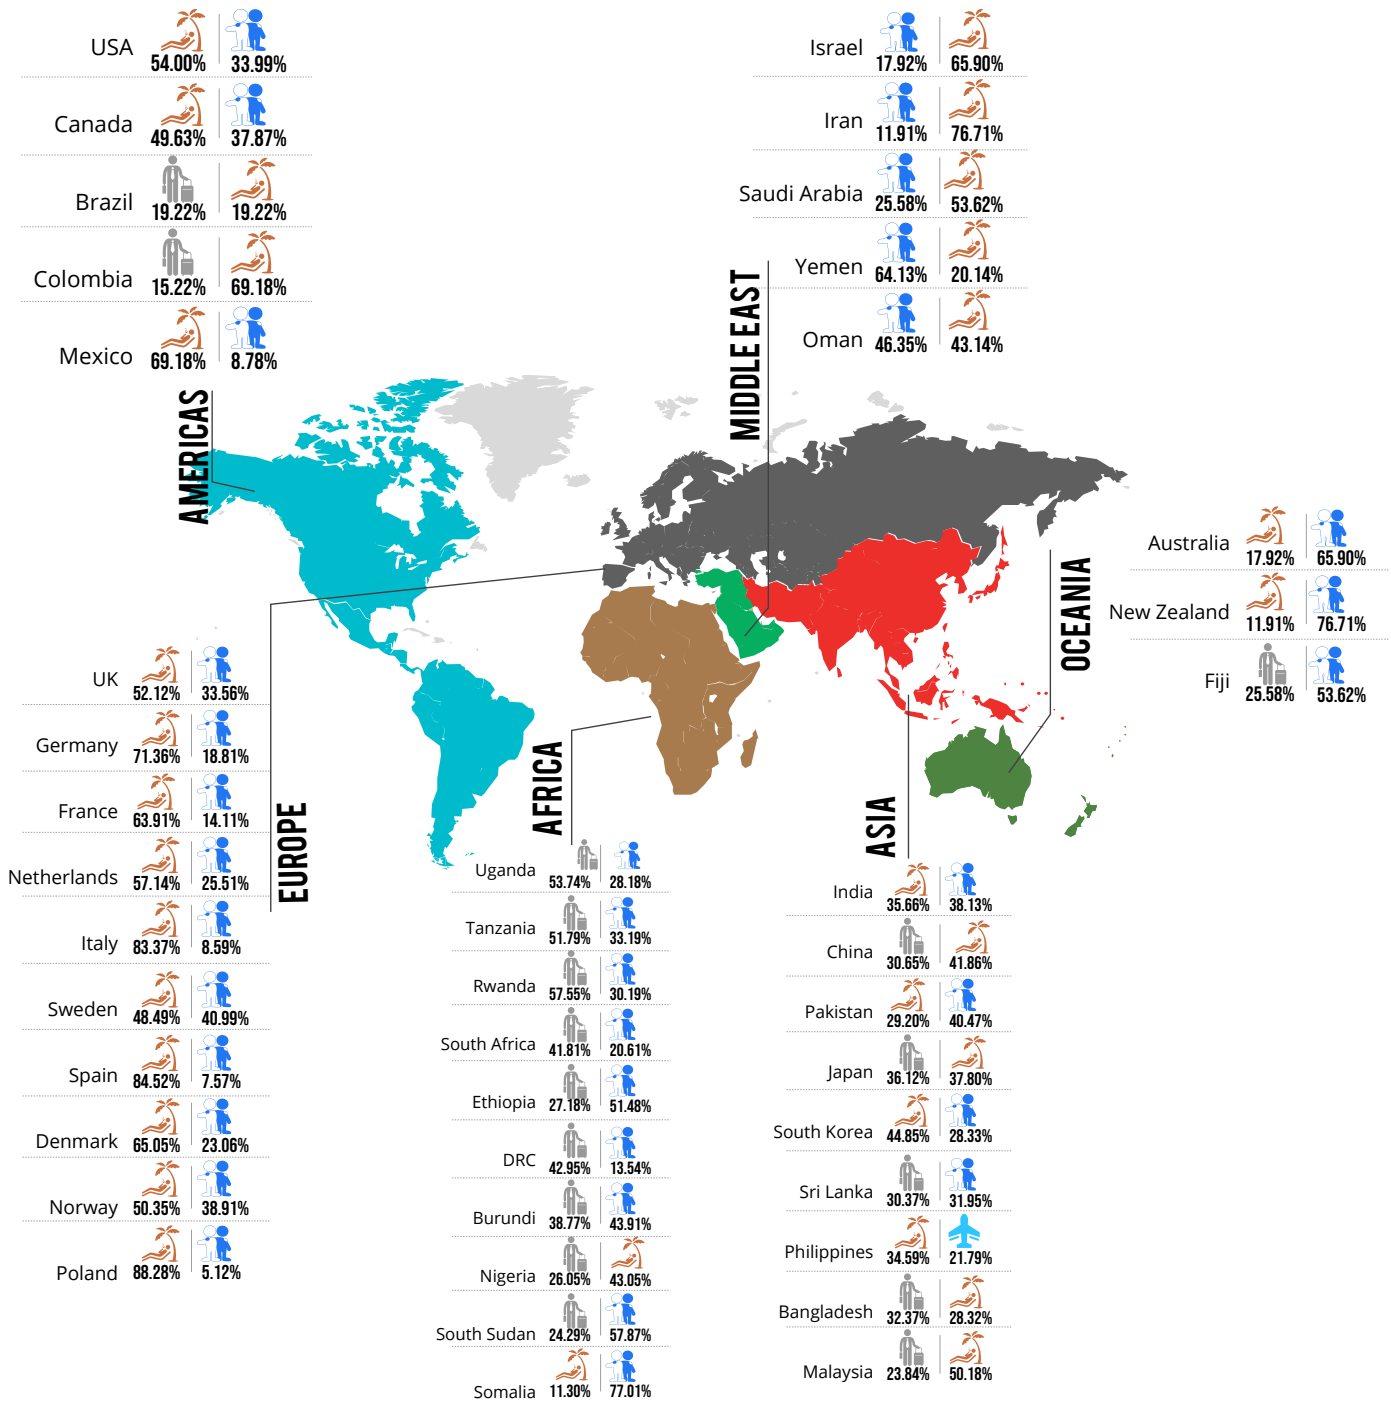 USA
54.00% 33.99%
Canada
49.63% 37.87%
Brazil
19.22% 19.22%
Colombia
15.22% 69.18%
Mexico
69.18% 8.78%
AMERICAS
Israel
17.92% 65.90%
Iran
11.91% 76.71%
Saudi Arabia
25.58% 53.62%
Yemen
64.13% 20.14%
Oman
46.35% 43.14%
MIDDLE EAST
Australia
17.92% 65.90%
New Zealand
11.91% 76.71%
Fiji
25.58% 53.62%
OCEANIA
UK
52.12% 33.56%
Germany
71.36% 18.81%
France
63.91% 14.11%
Netherlands
57.14% 25.51%
Italy
83.37% 8.59%
Sweden
48.49% 40.99%
Spain
84.52% 7.57%
Denmark
65.05% 23.06%
Norway
50.35% 38.91%
Poland
88.28% 5.12%
EUROPE
AFRICA
Uganda
53.74% 28.18%
Tanzania
51.79% 33.19%
Rwanda
57.55% 30.19%
South Africa
41.81% 20.61%
Ethiopia
27.18% 51.48%
DRC
42.95% 13.54%
Burundi
38.77% 43.91%
Nigeria
26.05% 43.05%
South Sudan
24.29% 57.87%
Somalia
11.30% 77.01%
ASIA
India
35.66% 38.13%
China
30.65% 41.86%
Pakistan
29.20% 40.47%
Japan
36.12% 37.80%
South Korea
44.85% 28.33%
Sri Lanka
30.37% 31.95%
Philippines
34.59% 21.79%
Bangladesh
32.37% 28.32%
Malaysia
23.84% 50.18%